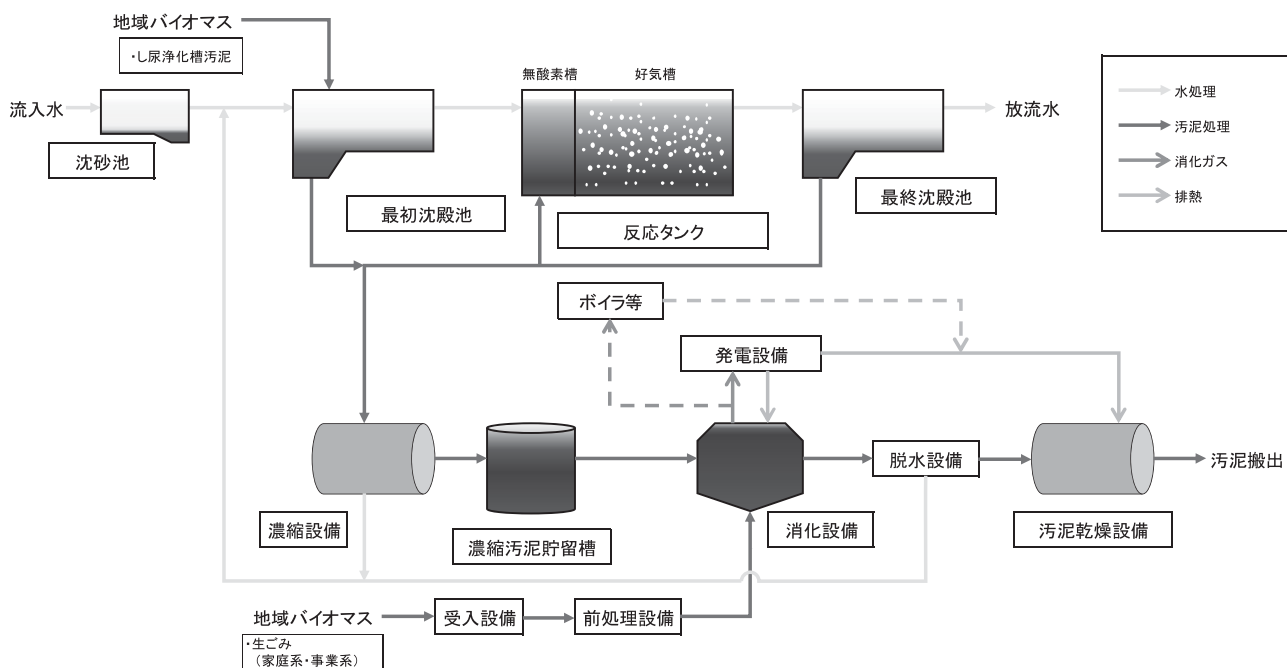 地域バイオマス
・し尿浄化槽汚泥
流入水
沈砂池
最初沈殿池
無酸素槽
好気槽
反応タンク
最終沈殿池
放流水
水処理
汚泥処理
消化ガス
排熱
ボイラ等
発電設備
濃縮設備
濃縮汚泥貯留槽
消化設備
脱水設備
汚泥乾燥設備
汚泥搬出
地域バイオマス
・生ごみ
（家庭系・事業系）
受入設備
前処理設備